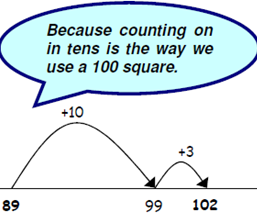 Because counting on
in tens is the way we
use a 100 square.
+10
+3
89 99 102